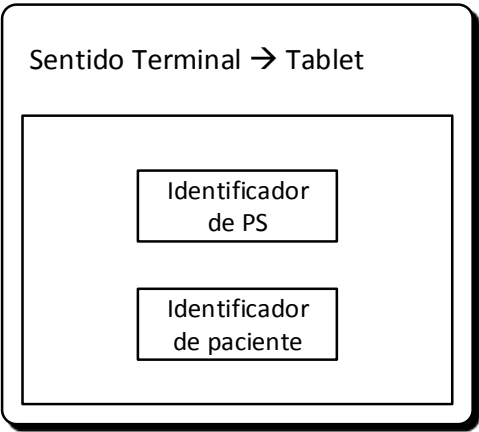 Sentido Terminal → Tablet
Identificador
de PS
Identificador
de paciente